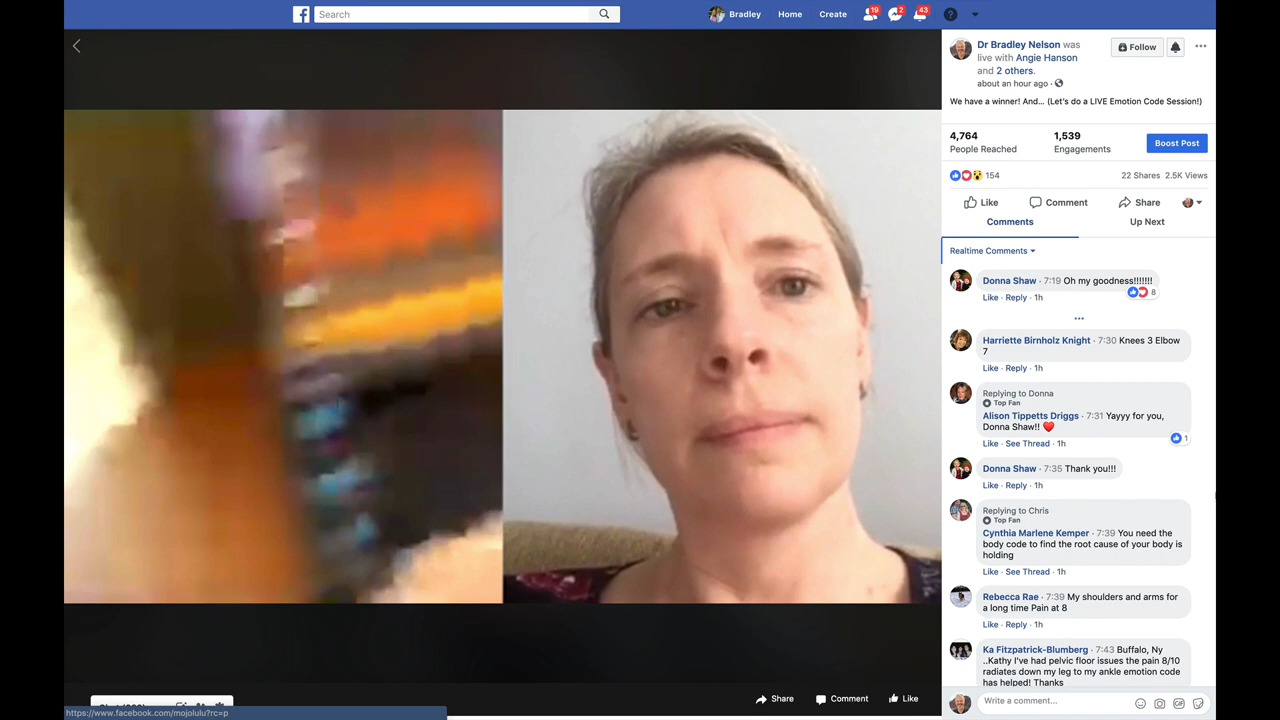 Search
Bradley
Home
Create
19
2
43
Dr Bradley Nelson was
live with Angie Hanson
and 2 others.
about an hour ago ·
Follow
We have a winner! And... (Let's do a LIVE Emotion Code Session!)
4,764
People Reached
1,539
Engagements
Boost Post
154
22 Shares 2.5K Views
Like
Comment
Share
Comments
Up Next
Realtime Comments
Donna Shaw · 7:19 Oh my goodness!!!!!!!
8
Like · Reply · 1h
...
Harriette Birnholz Knight · 7:30 Knees 3 Elbow
7
Like · Reply · 1h
Replying to Donna
Top Fan
Alison Tippetts Driggs · 7:31 Yayyy for you,
Donna Shaw!! ❤️
1
Like · See Thread · 1h
Donna Shaw · 7:35 Thank you!!!
Like · Reply · 1h
Replying to Chris
Top Fan
Cynthia Marlene Kemper · 7:39 You need the
body code to find the root cause of your body is
holding
Like · See Thread · 1h
Rebecca Rae · 7:39 My shoulders and arms for
a long time Pain at 8
Like · Reply · 1h
Ka Fitzpatrick-Blumberg · 7:43 Buffalo, Ny
..Kathy I've had pelvic floor issues the pain 8/10
radiates down my leg to my ankle emotion code
has helped! Thanks
Share
Comment
Like
Write a comment...
GIF
https://www.facebook.com/mojolulu?rc=p